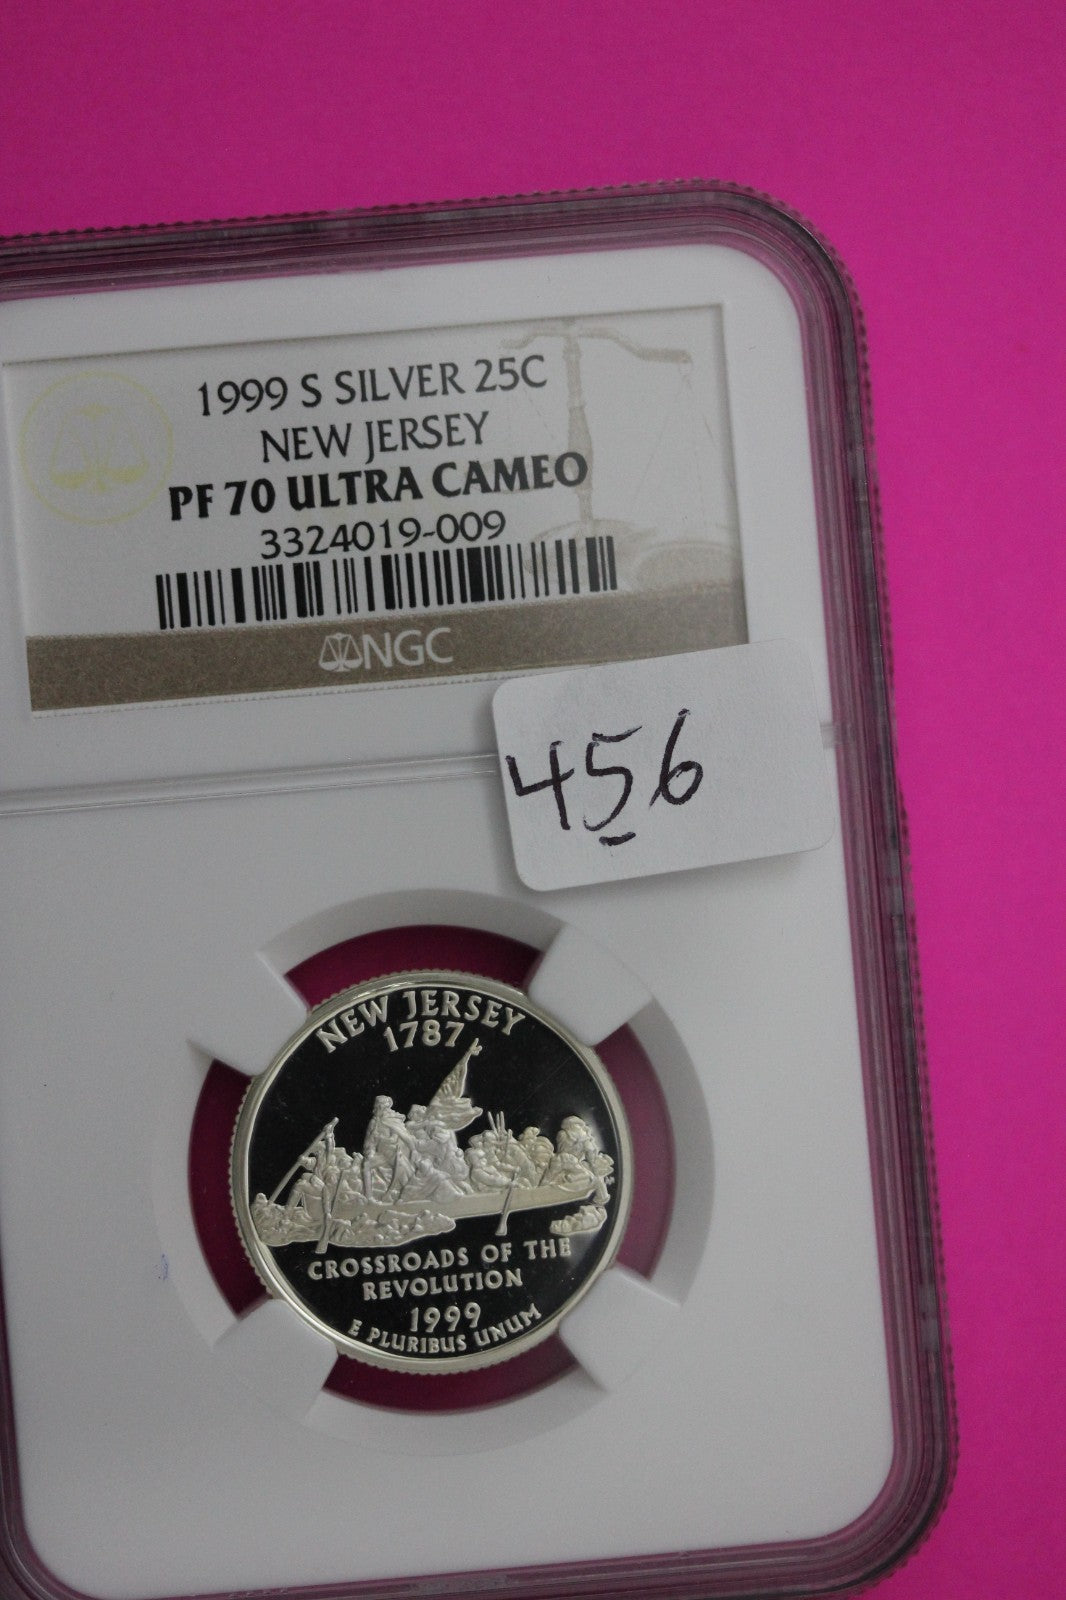 1999 S SILVER 25C
NEW JERSEY
PF 70 ULTRA CAMEO
3324019-009
NGC
456
NEW JERSEY
1787
CROSSROADS OF THE
REVOLUTION
1999
E PLURIBUS UNUM